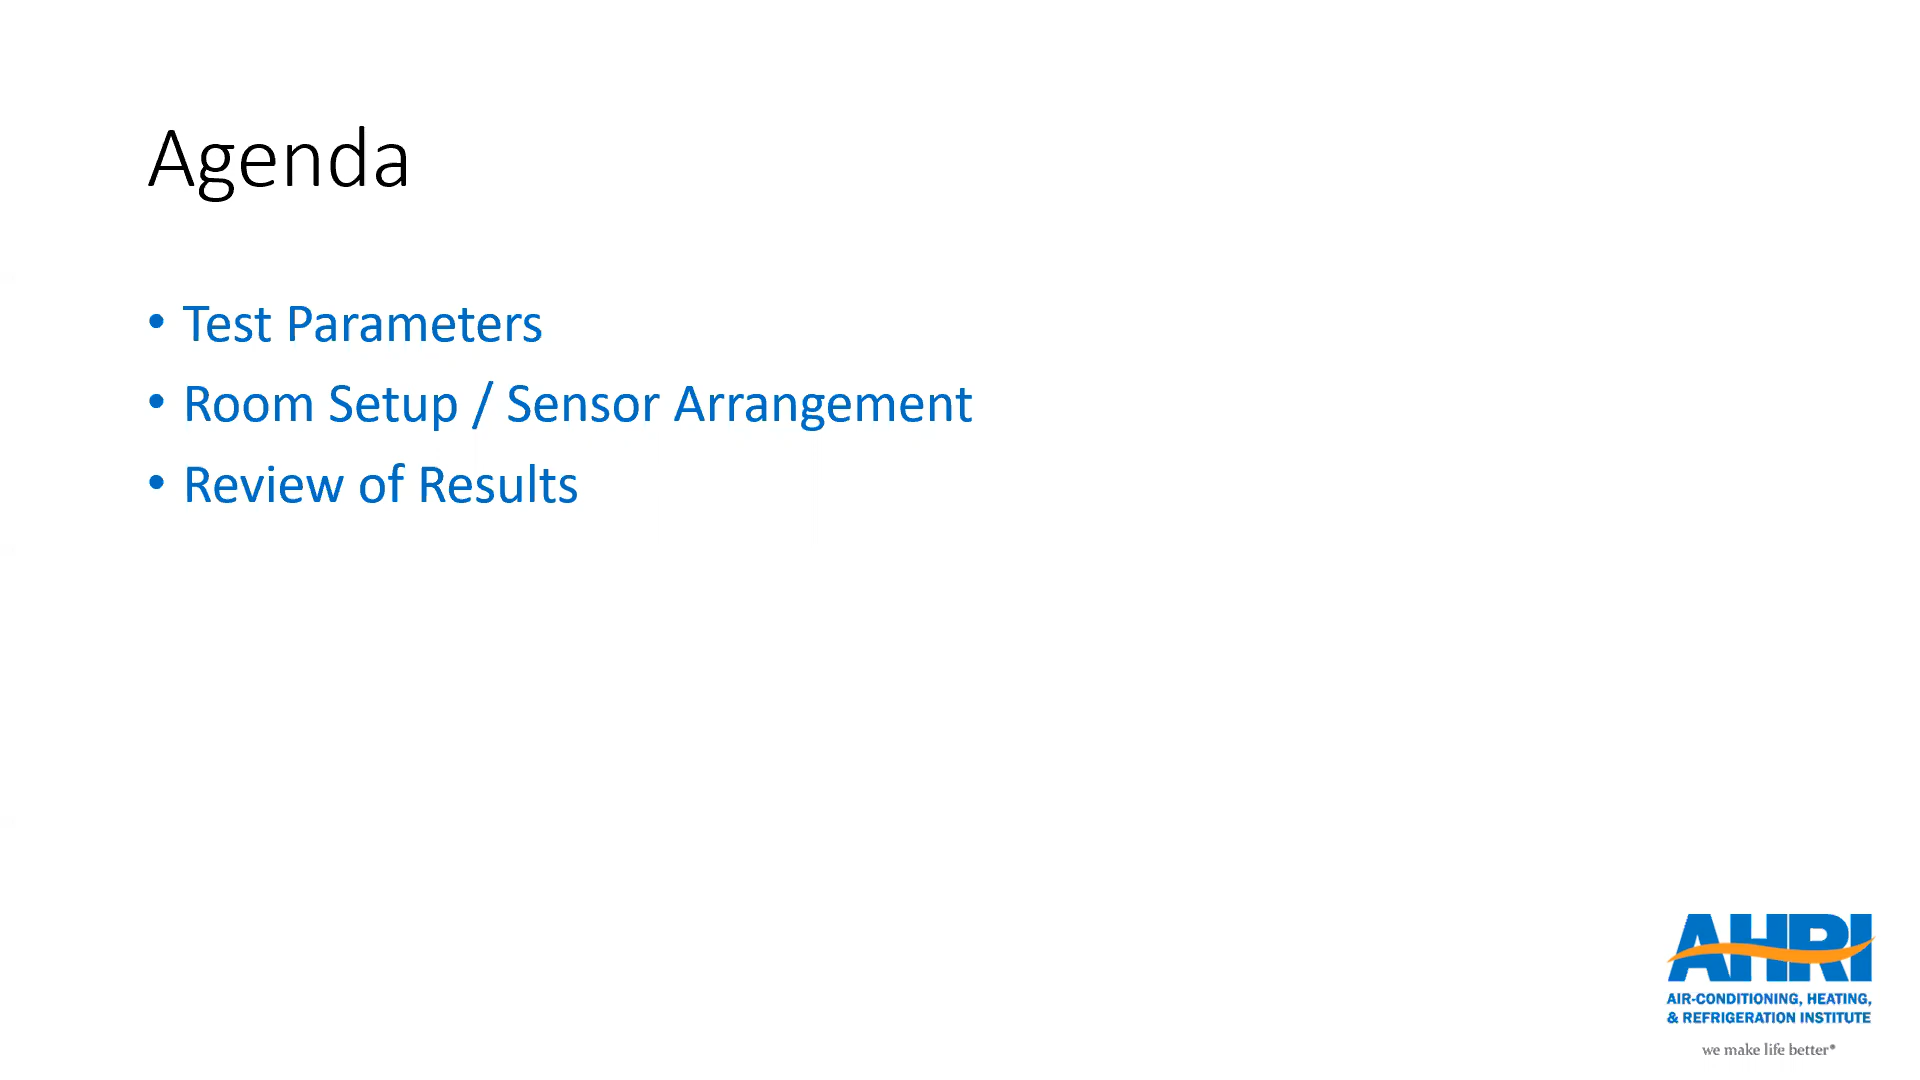 Agenda
• Test Parameters
• Room Setup / Sensor Arrangement
• Review of Results
AHRI
AIR-CONDITIONING, HEATING,
& REFRIGERATION INSTITUTE
we make life better®